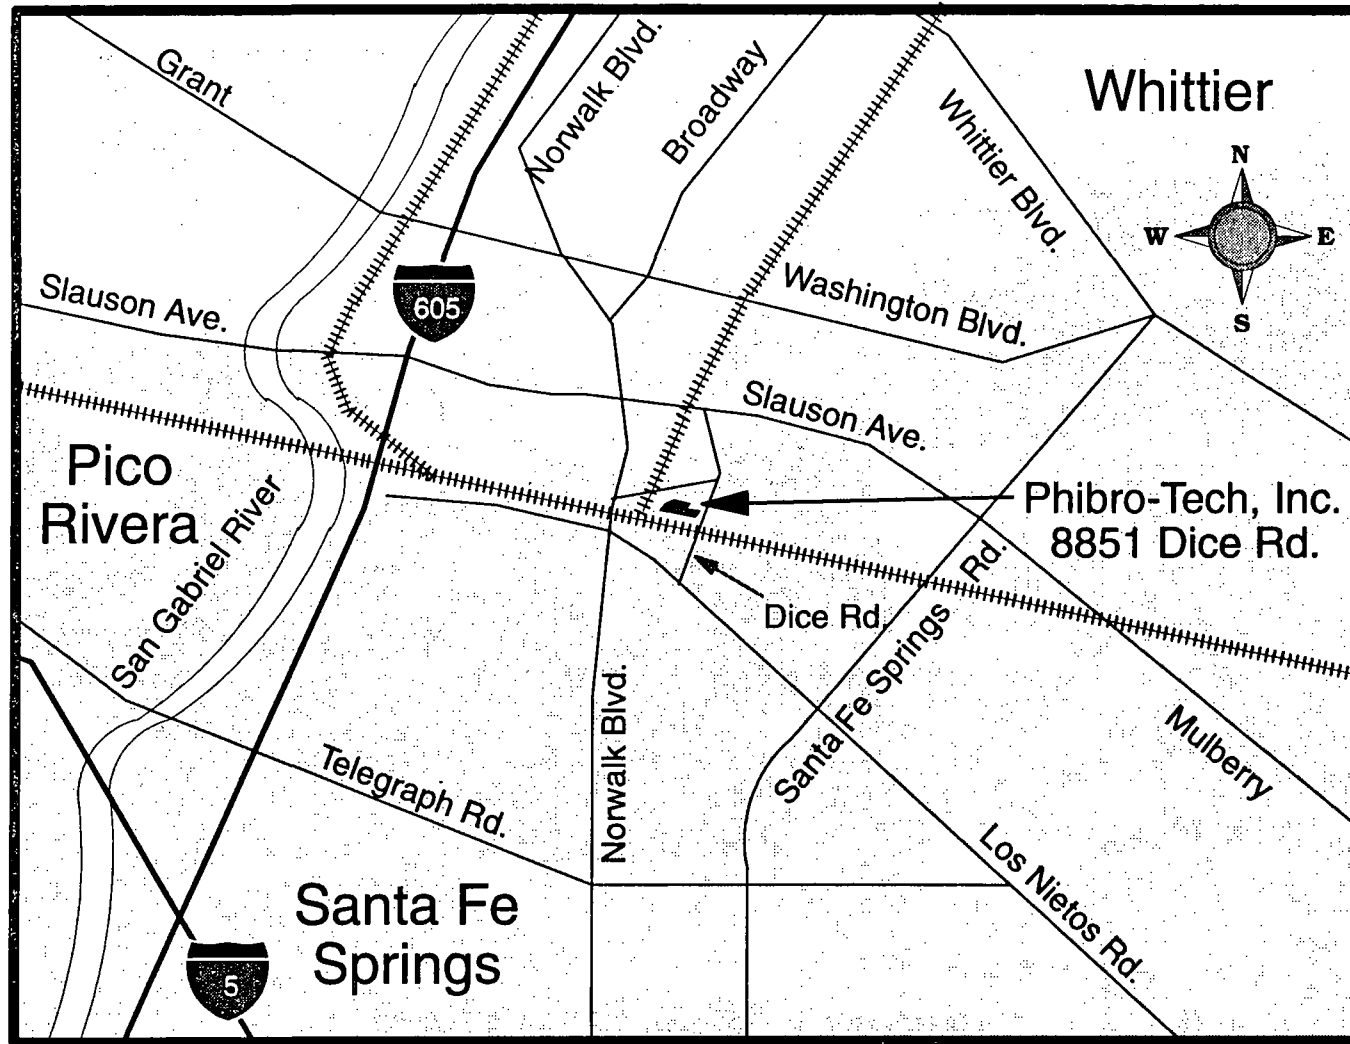 Grant
Norwalk Blvd.
Broadway
Whittier
Whittier Blvd.
N
W
E
S
605
Slauson Ave.
Washington Blvd.
Slauson Ave.
Pico
Rivera
San Gabriel River
Phibro-Tech, Inc.
8851 Dice Rd.
Dice Rd.
Santa Fe Springs Rd.
Norwalk Blvd.
Mulberry
Telegraph Rd.
Los Nietos Rd.
Santa Fe
Springs
5